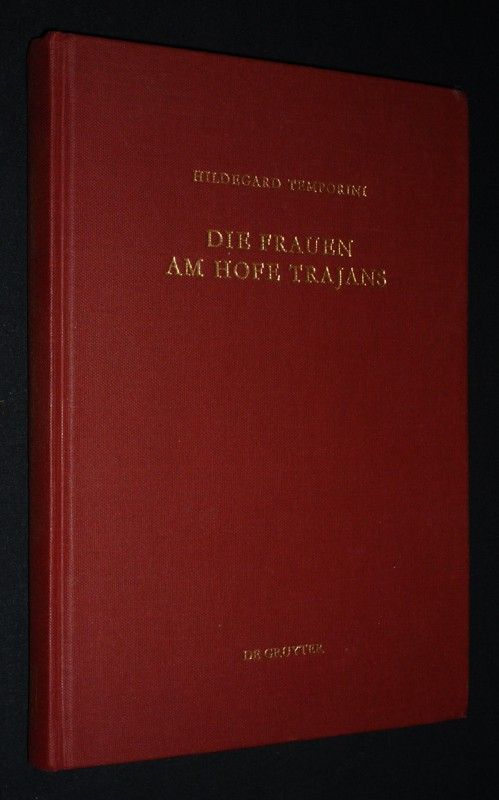 HILDEGARD TEMPORINI
DIE FRAUEN
AM HOFE TRAJANS
DE GRUYTER